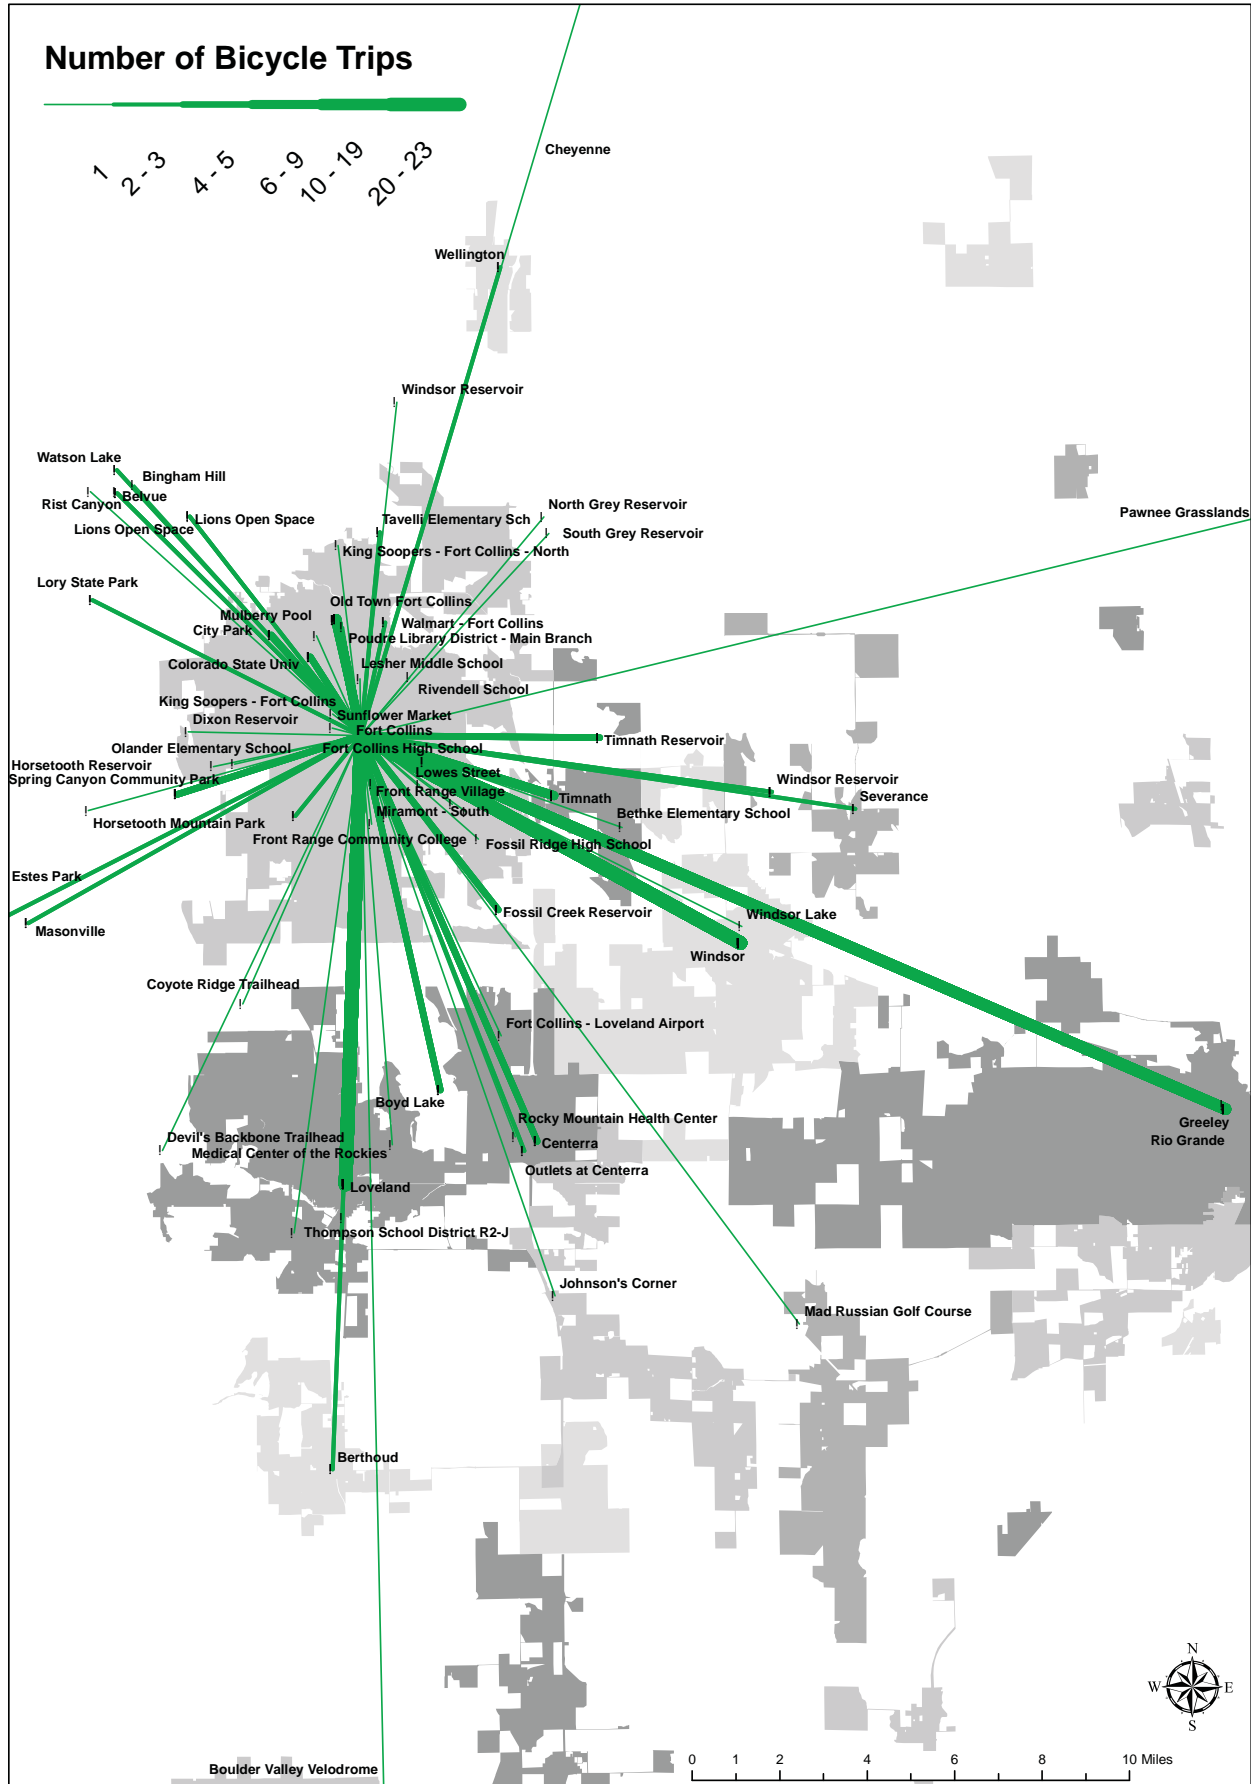 Number of Bicycle Trips
1
2 - 3
4 - 5
6 - 9
10 - 19
20 - 23
Cheyenne
Wellington
Windsor Reservoir
Watson Lake
Bingham Hill
Belvue
Rist Canyon
Lions Open Space
Lions Open Space
Tavelli Elementary Sch
North Grey Reservoir
South Grey Reservoir
Pawnee Grasslands
King Soopers - Fort Collins - North
Lory State Park
Old Town Fort Collins
Mulberry Pool
Walmart - Fort Collins
City Park
Poudre Library District - Main Branch
Colorado State Univ
Lesher Middle School
Rivendell School
King Soopers - Fort Collins
Sunflower Market
Dixon Reservoir
Fort Collins
Timnath Reservoir
Olander Elementary School
Fort Collins High School
Horsetooth Reservoir
Lowes Street
Spring Canyon Community Park
Windsor Reservoir
Front Range Village
Severance
Timnath
Miramont - South
Bethke Elementary School
Horsetooth Mountain Park
Front Range Community College
Fossil Ridge High School
Estes Park
Fossil Creek Reservoir
Windsor Lake
Masonville
Windsor
Coyote Ridge Trailhead
Fort Collins - Loveland Airport
Boyd Lake
Rocky Mountain Health Center
Greeley
Devil's Backbone Trailhead
Centerra
Rio Grande
Medical Center of the Rockies
Outlets at Centerra
Loveland
Thompson School District R2-J
Johnson's Corner
Mad Russian Golf Course
Berthoud
N
W
E
S
0 1 2 4 6 8 10 Miles
Boulder Valley Velodrome